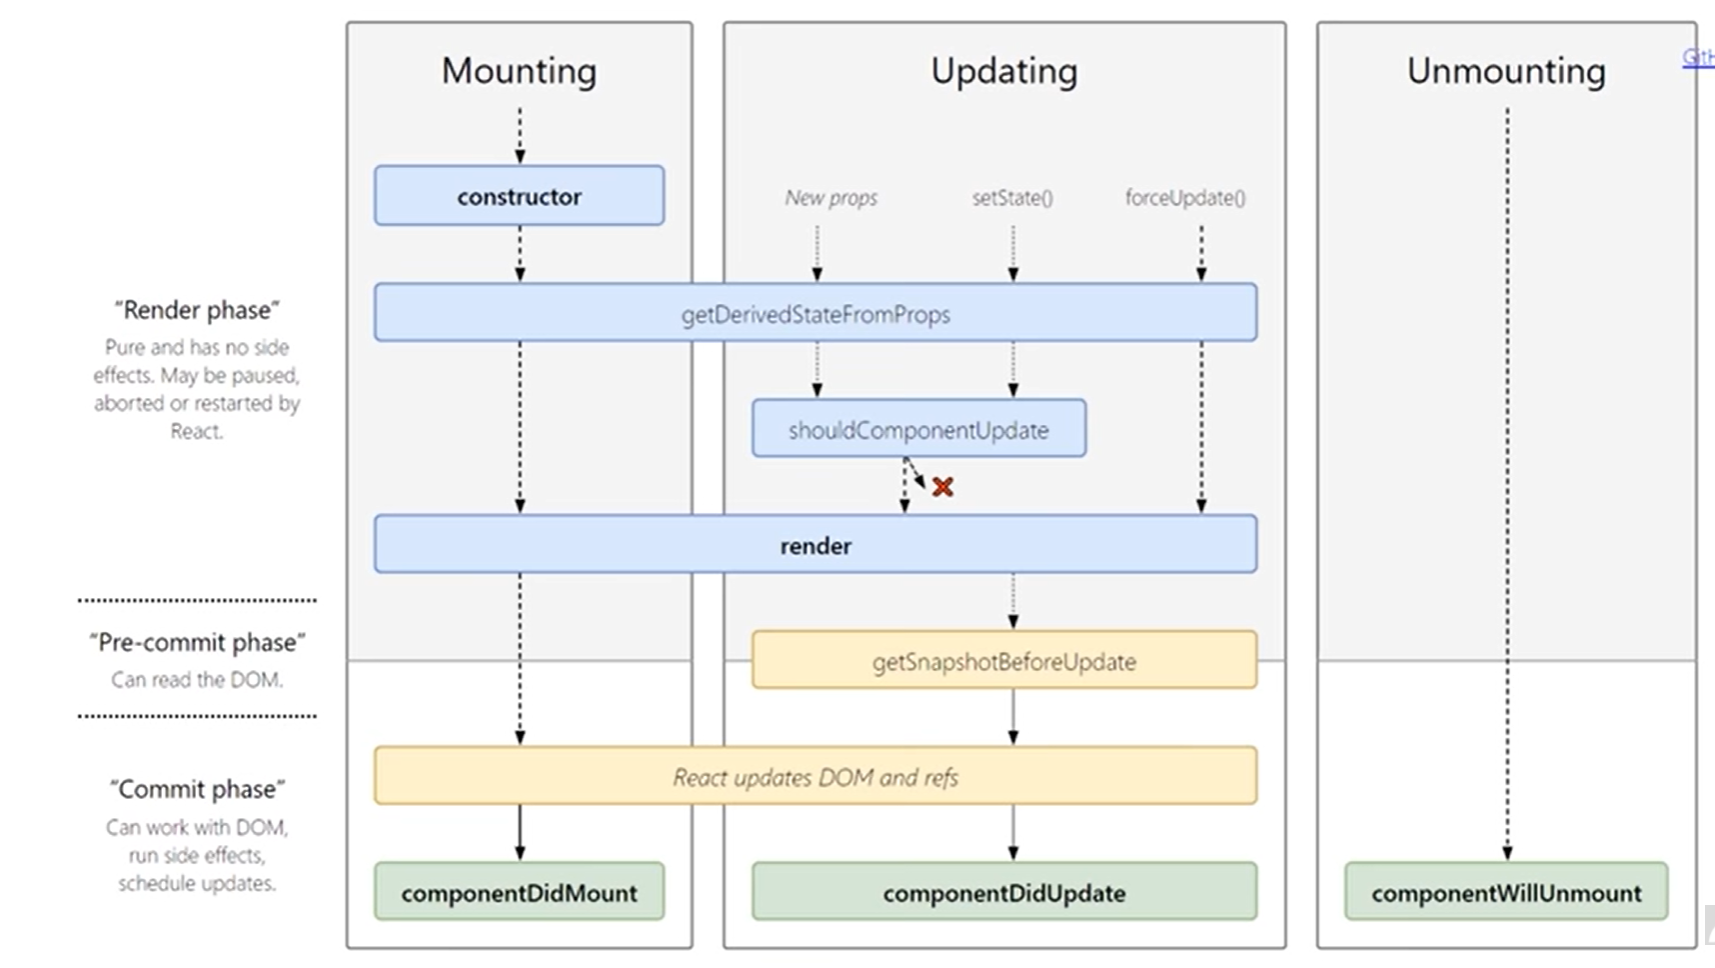 Mounting
Updating
Unmounting
constructor
New props
setState()
forceUpdate()
getDerivedStateFromProps
"Render phase"
Pure and has no side
effects. May be paused,
aborted or restarted by
React.
shouldComponentUpdate
render
"Pre-commit phase"
Can read the DOM.
getSnapshotBeforeUpdate
React updates DOM and refs
"Commit phase"
Can work with DOM,
run side effects,
schedule updates.
componentDidMount
componentDidUpdate
componentWillUnmount